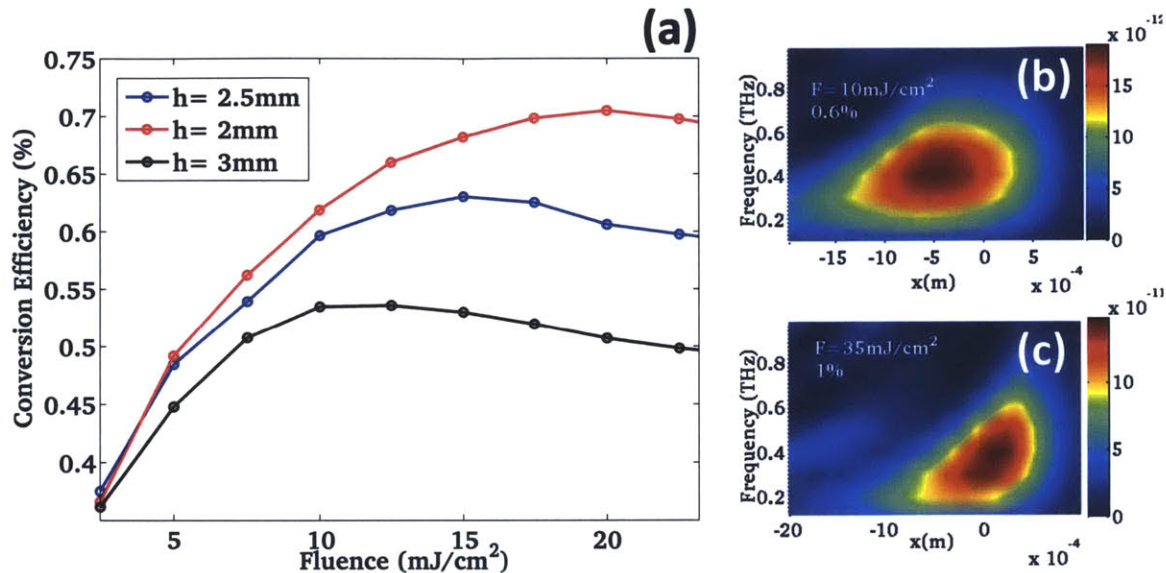 (a)
0.75
0.7
0.65
0.6
0.55
0.5
0.45
0.4
Conversion Efficiency (%)
h= 2.5mm
h= 2mm
h= 3mm
5 10 15 20
Fluence (mJ/cm²)
(b)
F=10mJ/cm²
0.6%
Frequency (THz)
0.8
0.6
0.4
0.2
-15 -10 -5 0 5
x(m)
x 10⁻⁴
x 10⁻¹²
15
10
5
0
(c)
F=35mJ/cm²
1%
Frequency (THz)
0.8
0.6
0.4
0.2
-20 -10 0
x(m)
x 10⁻⁴
x 10⁻¹¹
10
5
0